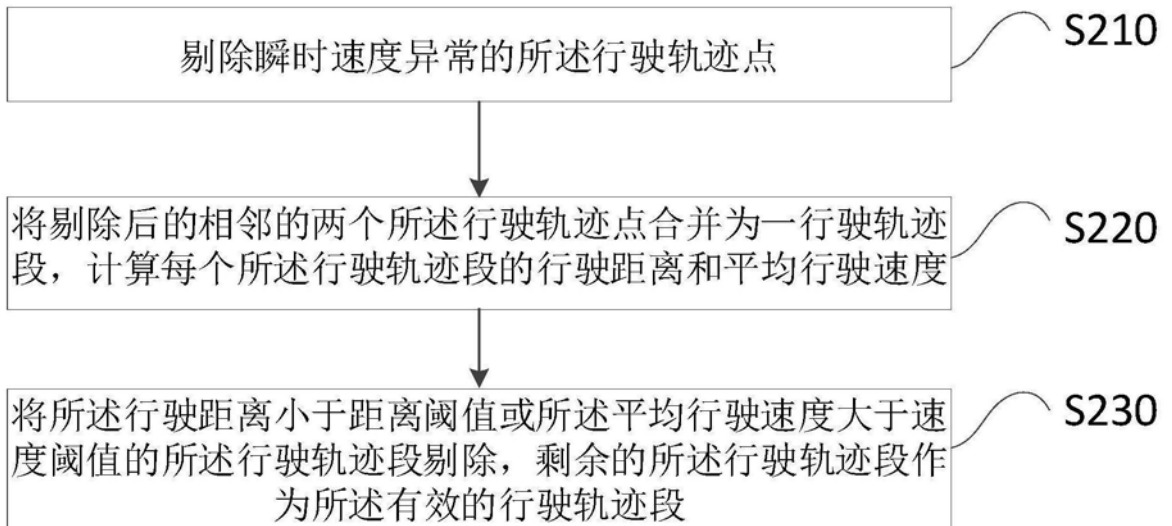 剔除瞬时速度异常的所述行驶轨迹点
S210
将剔除后的相邻的两个所述行驶轨迹点合并为一行驶轨迹
段，计算每个所述行驶轨迹段的行驶距离和平均行驶速度
S220
将所述行驶距离小于距离阈值或所述平均行驶速度大于速
度阈值的所述行驶轨迹段剔除，剩余的所述行驶轨迹段作
为所述有效的行驶轨迹段
S230